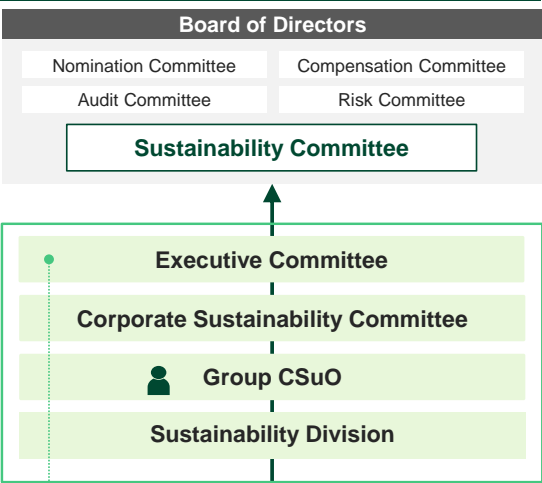 Board of Directors
Nomination Committee
Compensation Committee
Audit Committee
Risk Committee
Sustainability Committee
Executive Committee
Corporate Sustainability Committee
Group CSuO
Sustainability Division